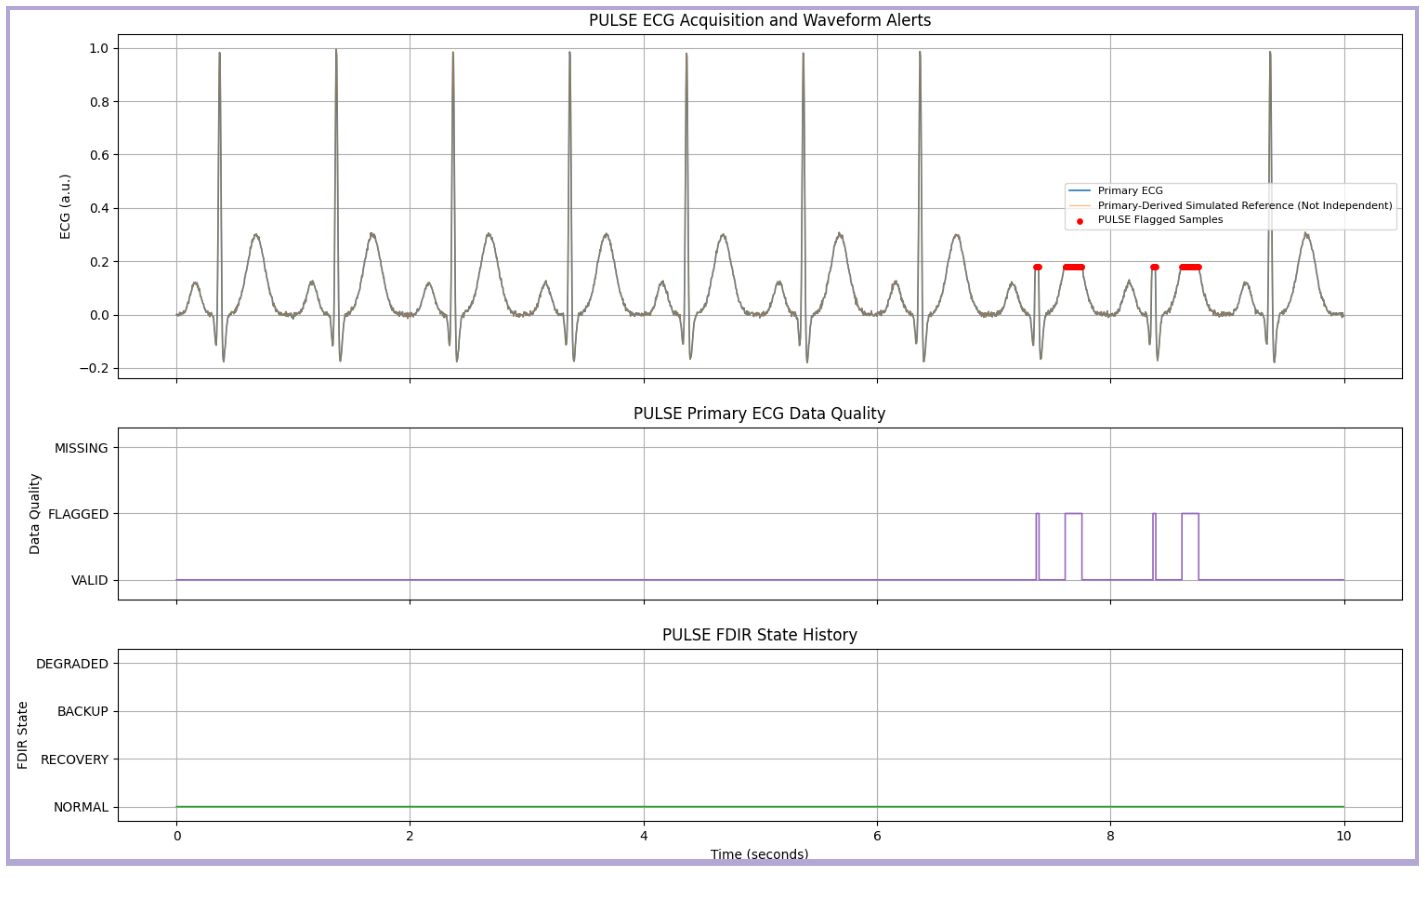 PULSE ECG Acquisition and Waveform Alerts
1.0
0.8
0.6
0.4
0.2
0.0
−0.2
ECG (a.u.)
Primary ECG
Primary-Derived Simulated Reference (Not Independent)
PULSE Flagged Samples
PULSE Primary ECG Data Quality
MISSING
FLAGGED
VALID
Data Quality
PULSE FDIR State History
DEGRADED
BACKUP
RECOVERY
NORMAL
FDIR State
0 2 4 6 8 10
Time (seconds)